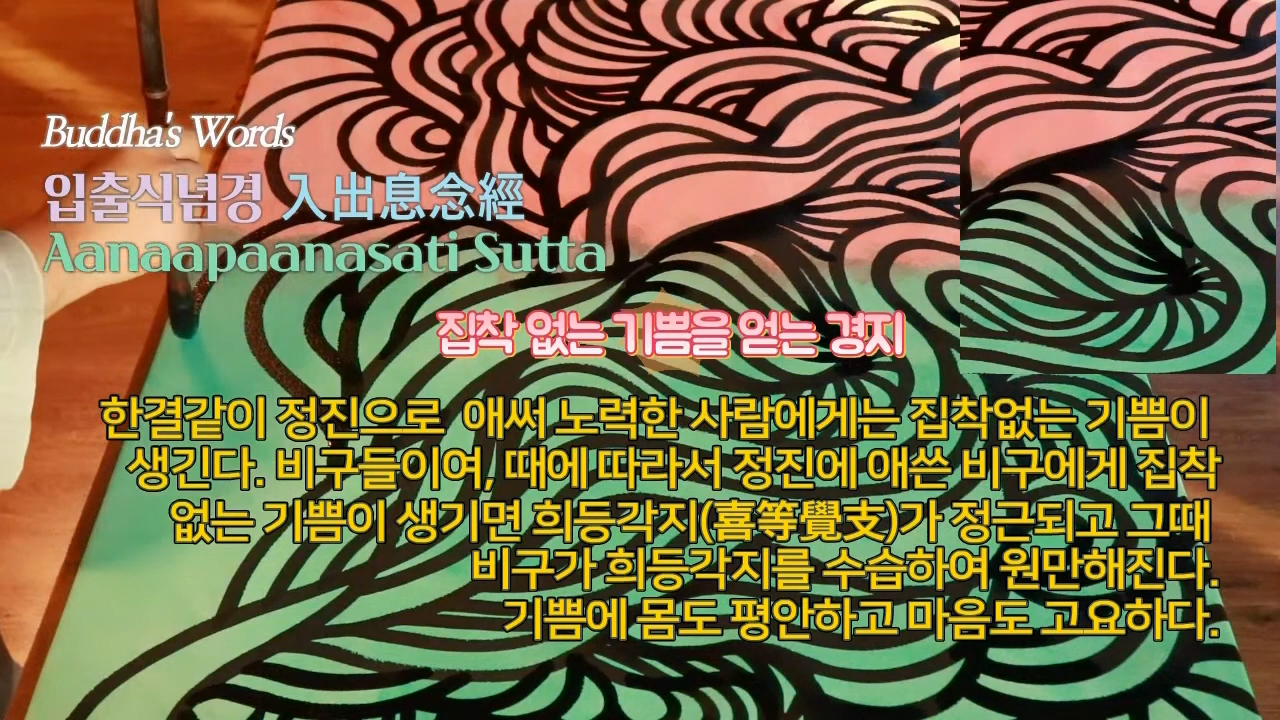 Buddha's Words
입출식념경 入出息念經
Aanaapaanasati Sutta
집착 없는 기쁨을 얻는 경지
한결같이 정진으로 애써 노력한 사람에게는 집착없는 기쁨이
생긴다. 비구들이여, 때에 따라서 정진에 애쓴 비구에게 집착
없는 기쁨이 생기면 희등각지(喜等覺支)가 정근되고 그때
비구가 희등각지를 수습하여 원만해진다.
기쁨에 몸도 평안하고 마음도 고요하다.